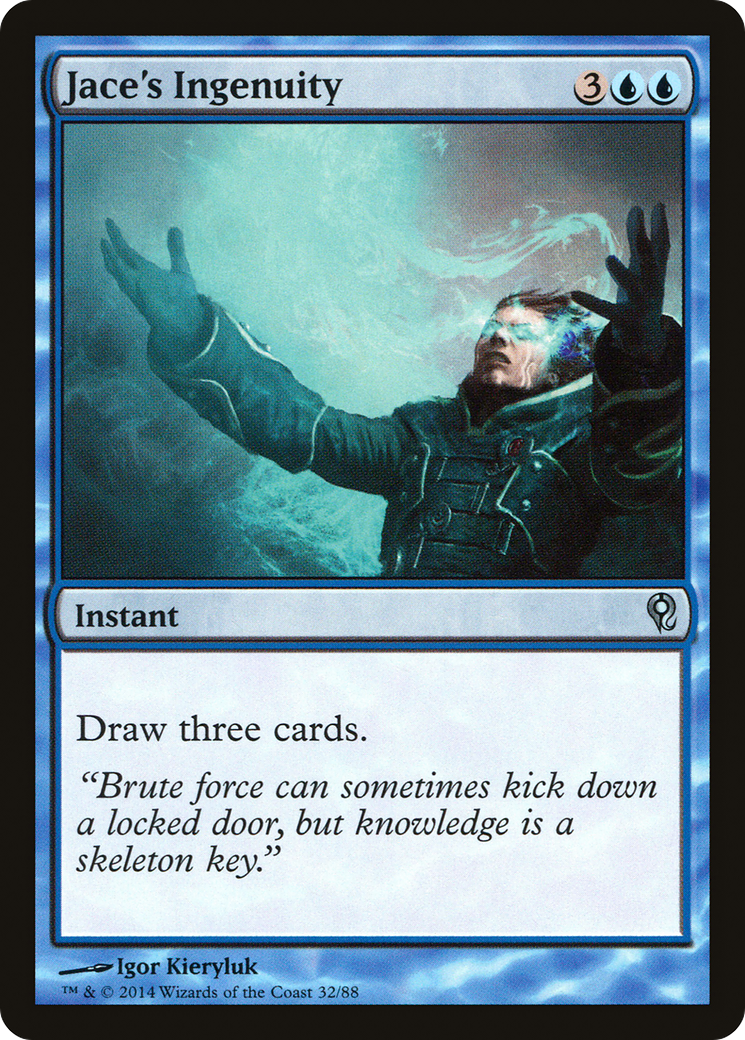 Jace's Ingenuity 3
Instant
Draw three cards.
“Brute force can sometimes kick down
a locked door, but knowledge is a
skeleton key.”
Igor Kieryluk
™ & © 2014 Wizards of the Coast 32/88